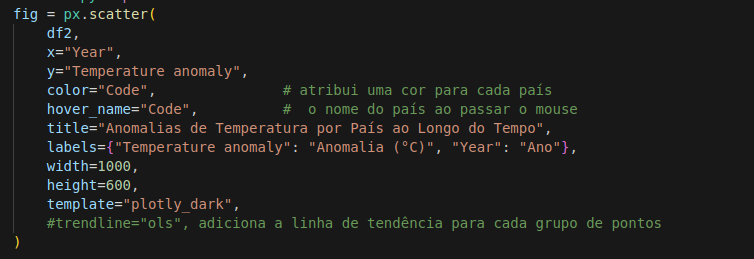 fig = px.scatter(
    df2,
    x="Year",
    y="Temperature anomaly",
    color="Code",               # atribui uma cor para cada país
    hover_name="Code",          #  o nome do país ao passar o mouse
    title="Anomalias de Temperatura por País ao Longo do Tempo",
    labels={"Temperature anomaly": "Anomalia (°C)", "Year": "Ano"},
    width=1000,
    height=600,
    template="plotly_dark",
    #trendline="ols", adiciona a linha de tendência para cada grupo de pontos
)